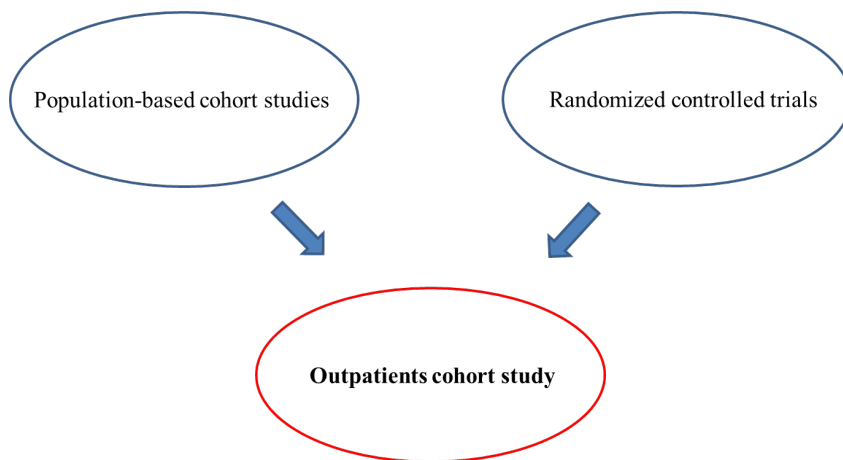 Population-based cohort studies
Randomized controlled trials
Outpatients cohort study